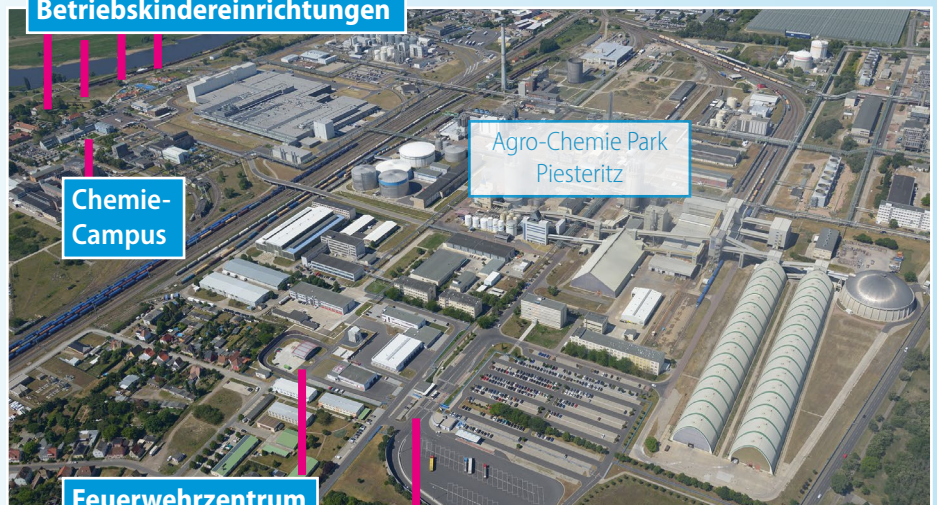 Betriebskindereinrichtungen
Agro-Chemie Park
Piesteritz
Chemie-
Campus
Feuerwehrzentrum